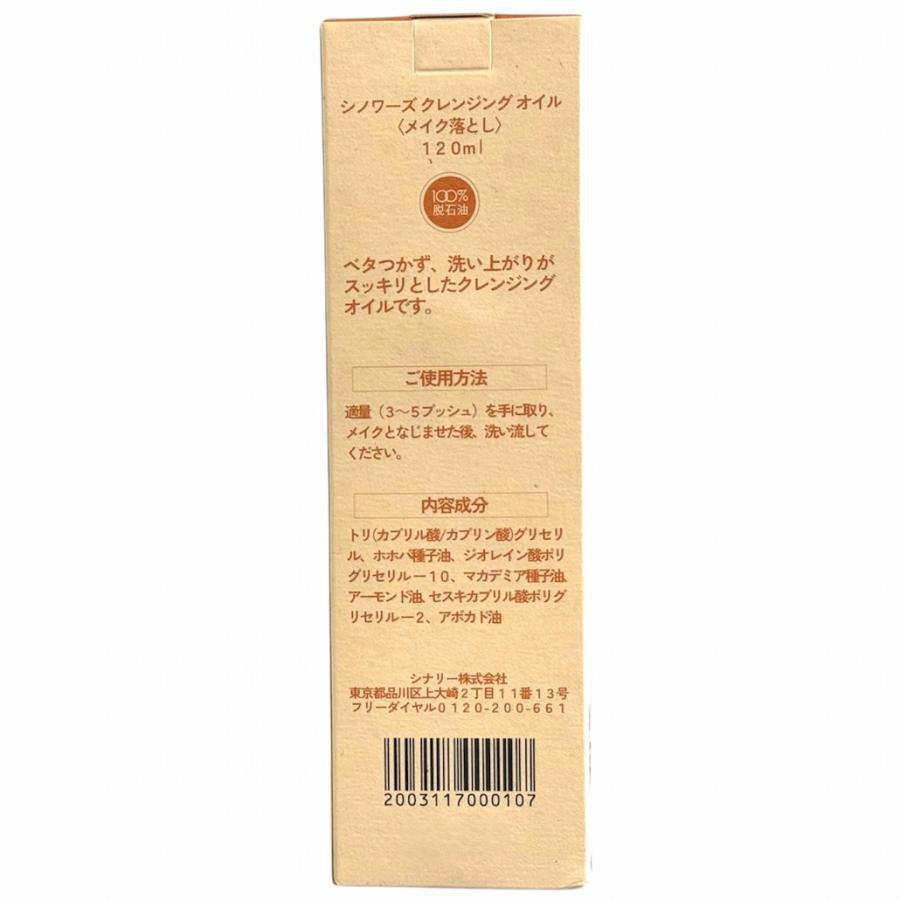 シノワーズ クレンジング オイル
〈メイク落とし〉
１２０ml
100%
脱石油
ベタつかず、洗い上がりが
スッキリとしたクレンジング
オイルです。
ご使用方法
適量（３～５プッシュ）を手に取り、
メイクとなじませた後、洗い流して
ください。
内容成分
トリ(カプリル酸/カプリン酸)グリセリ
ル、ホホバ種子油、ジオレイン酸ポリ
グリセリルー１０、マカデミア種子油、
アーモンド油、セスキカプリル酸ポリグ
リセリルー２、アボカド油
シナリー株式会社
東京都品川区上大崎２丁目１１番１３号
フリーダイヤル０１２０-２００-６６１
2003117000107